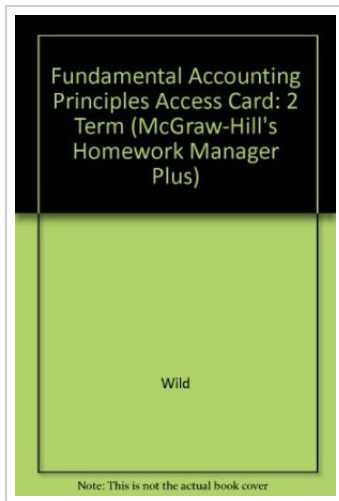 Fundamental Accounting
Principles Access Card: 2
Term (McGraw-Hill's
Homework Manager
Plus)
Wild
Note: This is not the actual book cover